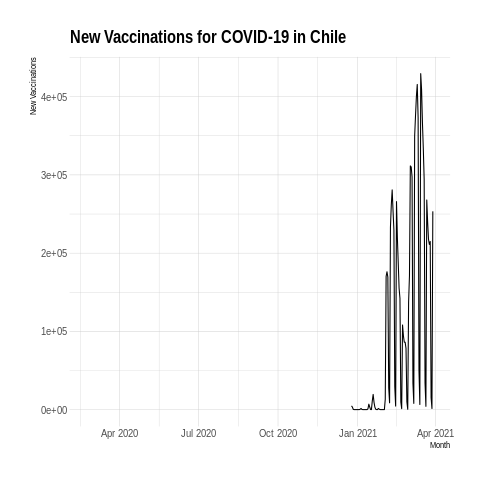 New Vaccinations for COVID-19 in Chile
New Vaccinations
4e+05
3e+05
2e+05
1e+05
0e+00
Apr 2020 Jul 2020 Oct 2020 Jan 2021 Apr 2021
Month